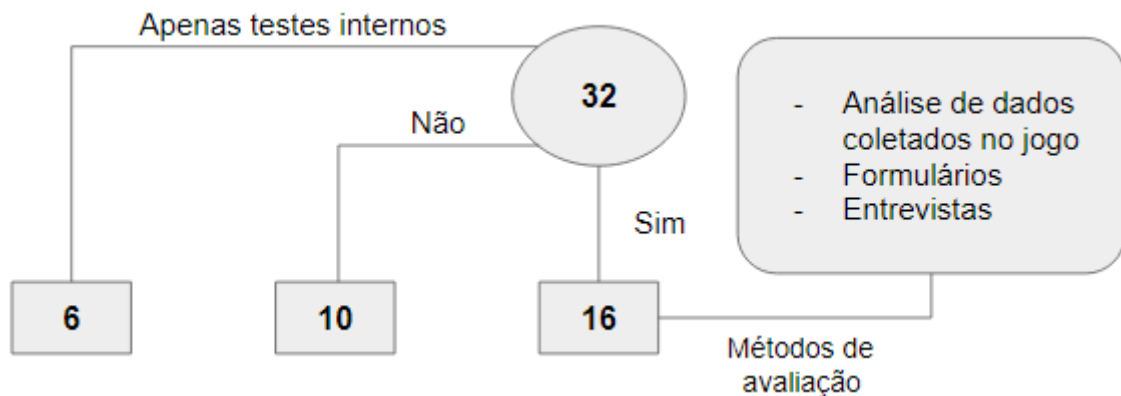 Apenas testes internos
32
Não
- Análise de dados
coletados no jogo
- Formulários
- Entrevistas
Sim
6
10
16
Métodos de
avaliação